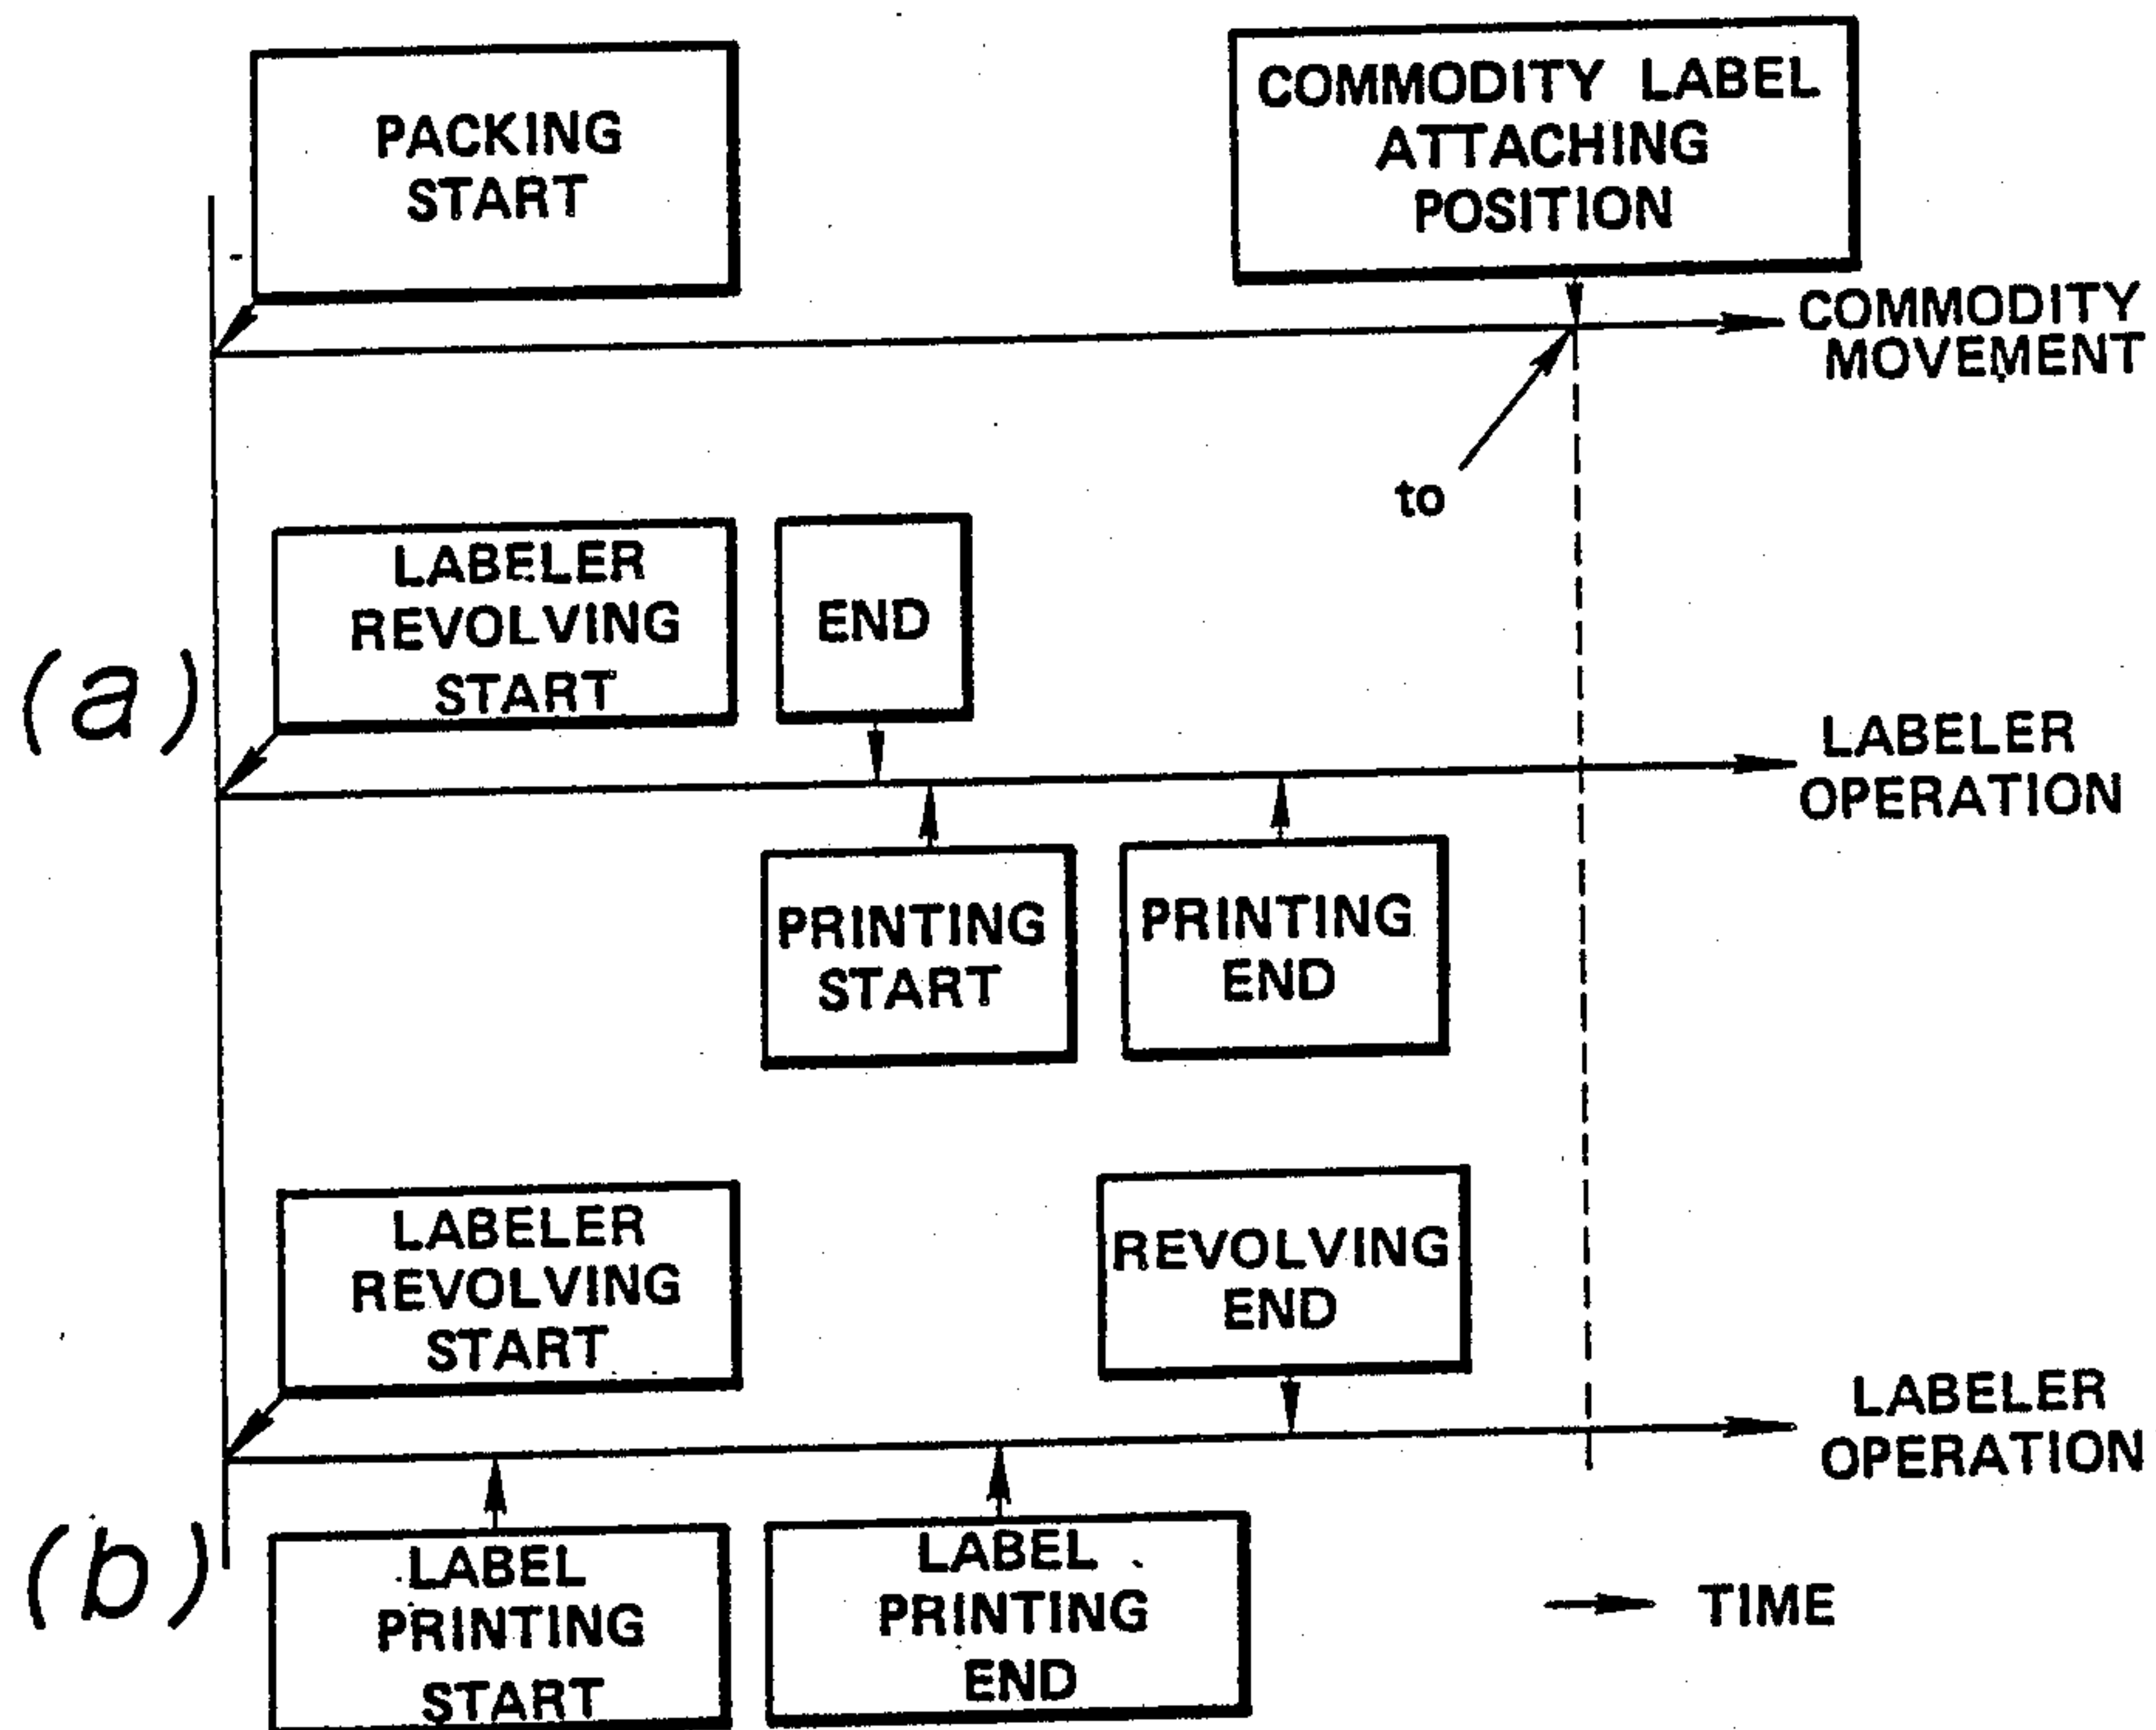 PACKING
START
COMMODITY LABEL
ATTACHING
POSITION
COMMODITY
MOVEMENT
to
(a)
LABELER
REVOLVING
START
END
LABELER
OPERATION
PRINTING
START
PRINTING
END
LABELER
REVOLVING
START
REVOLVING
END
LABELER
OPERATION
(b)
LABEL
PRINTING
START
LABEL
PRINTING
END
TIME